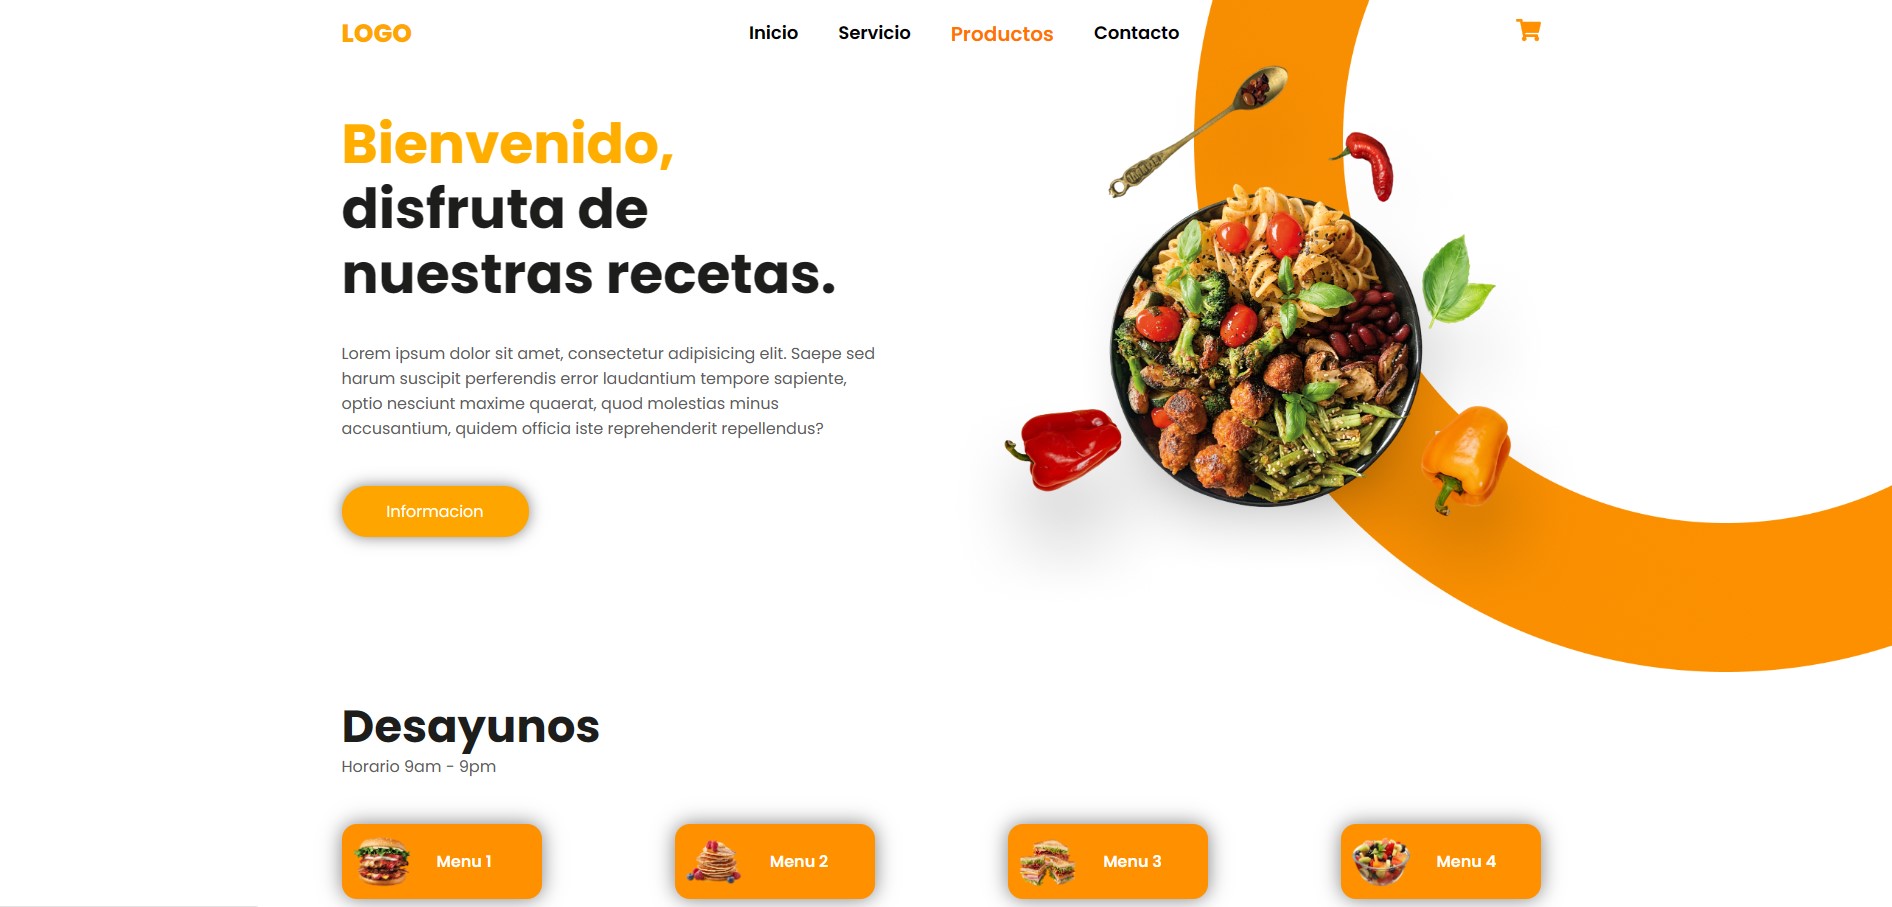 LOGO
Inicio Servicio Productos Contacto
Bienvenido,
disfruta de
nuestras recetas.
Lorem ipsum dolor sit amet, consectetur adipisicing elit. Saepe sed
harum suscipit perferendis error laudantium tempore sapiente,
optio nesciunt maxime quaerat, quod molestias minus
accusantium, quidem officia iste reprehenderit repellendus?
Informacion
Desayunos
Horario 9am - 9pm
Menu 1
Menu 2
Menu 3
Menu 4